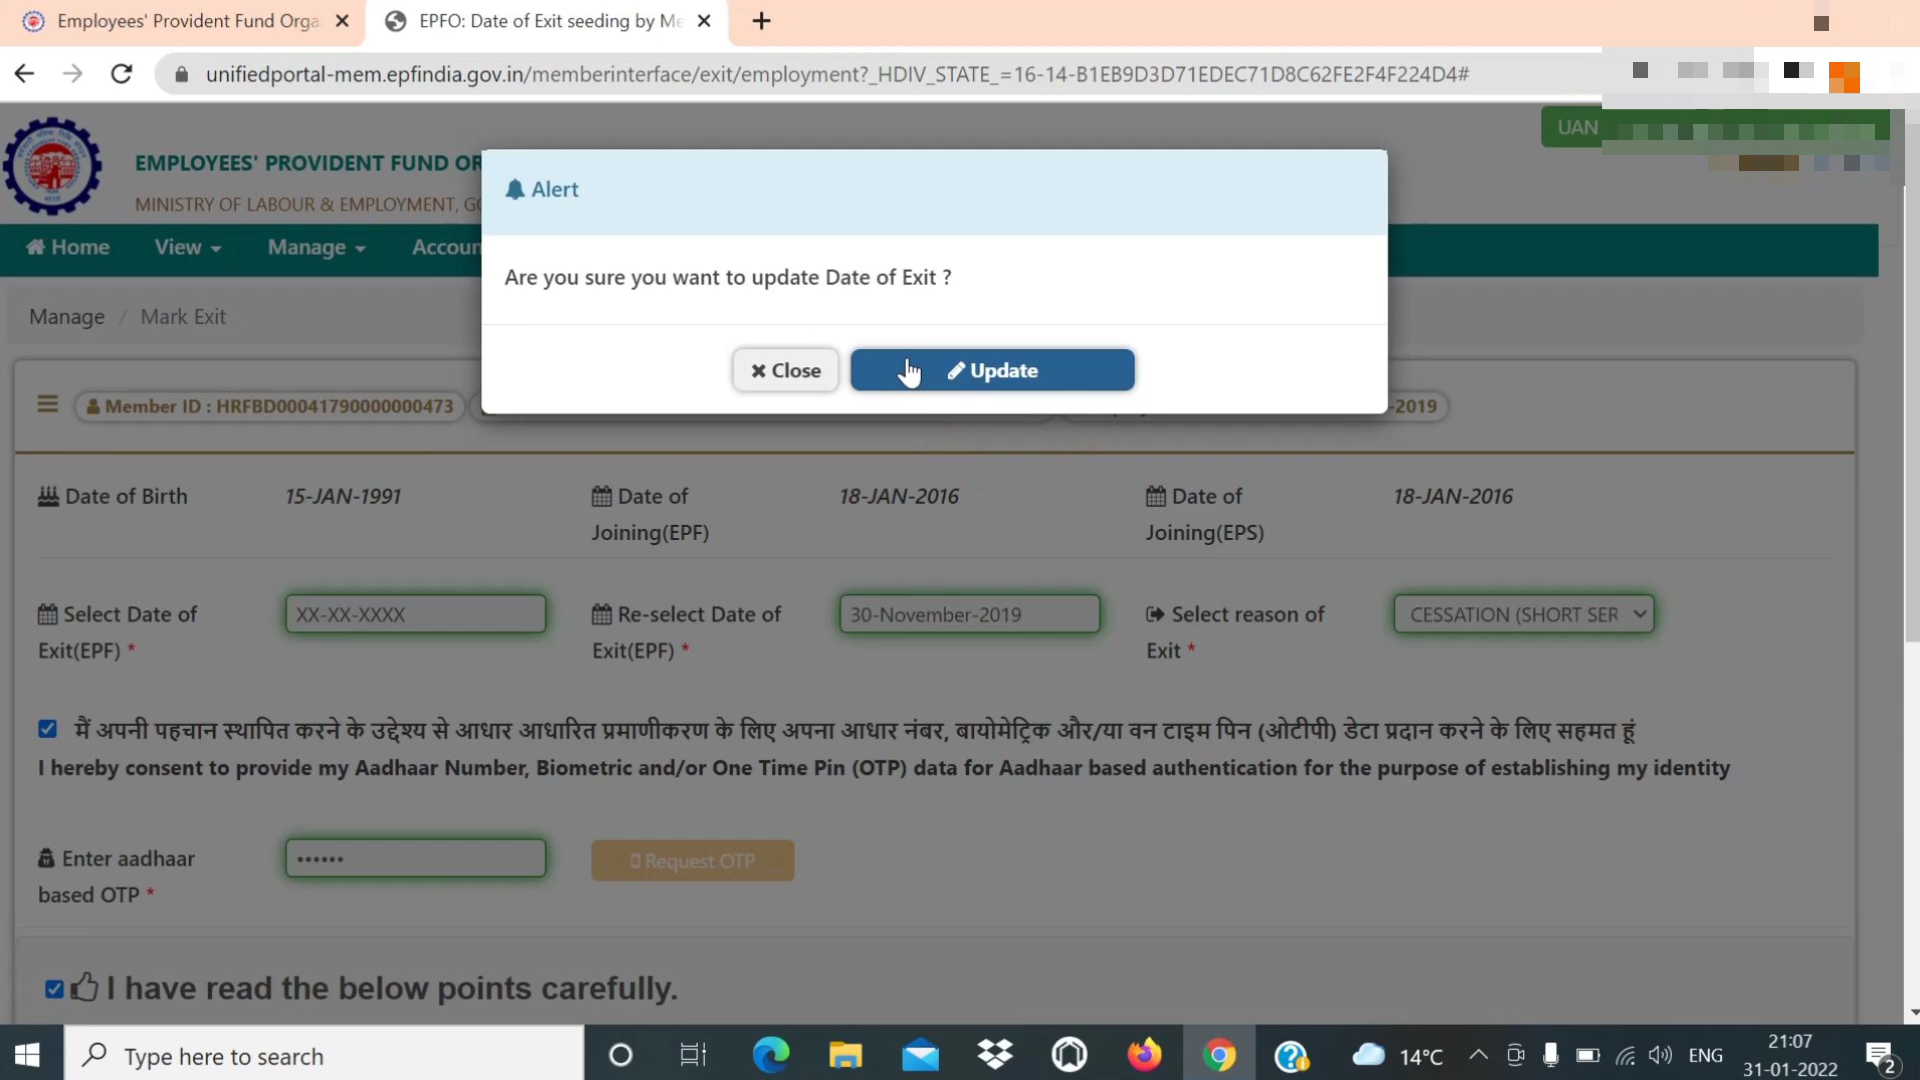 Employees' Provident Fund Orga
EPFO: Date of Exit seeding by Me
unifiedportal-mem.epfindia.gov.in/memberinterface/exit/employment?_HDIV_STATE_=16-14-B1EB9D3D71EDEC71D8C62FE2F4F224D4#
UAN
EMPLOYEES' PROVIDENT FUND OR
MINISTRY OF LABOUR & EMPLOYMENT, GO
Home View Manage Accoun
Manage / Mark Exit
Alert
Are you sure you want to update Date of Exit ?
Close Update
Member ID : HRFBD00041790000000473
-2019
Date of Birth 15-JAN-1991 Date of Joining(EPF) 18-JAN-2016 Date of Joining(EPS) 18-JAN-2016
Select Date of Exit(EPF) * XX-XX-XXXX Re-select Date of Exit(EPF) * 30-November-2019 Select reason of Exit * CESSATION (SHORT SER
मैं अपनी पहचान स्थापित करने के उद्देश्य से आधार आधारित प्रमाणीकरण के लिए अपना आधार नंबर, बायोमेट्रिक और/या वन टाइम पिन (ओटीपी) डेटा प्रदान करने के लिए सहमत हूं
I hereby consent to provide my Aadhaar Number, Biometric and/or One Time Pin (OTP) data for Aadhaar based authentication for the purpose of establishing my identity
Enter aadhaar based OTP * •••••• Request OTP
I have read the below points carefully.
Type here to search
14°C ENG
21:07
31-01-2022
2